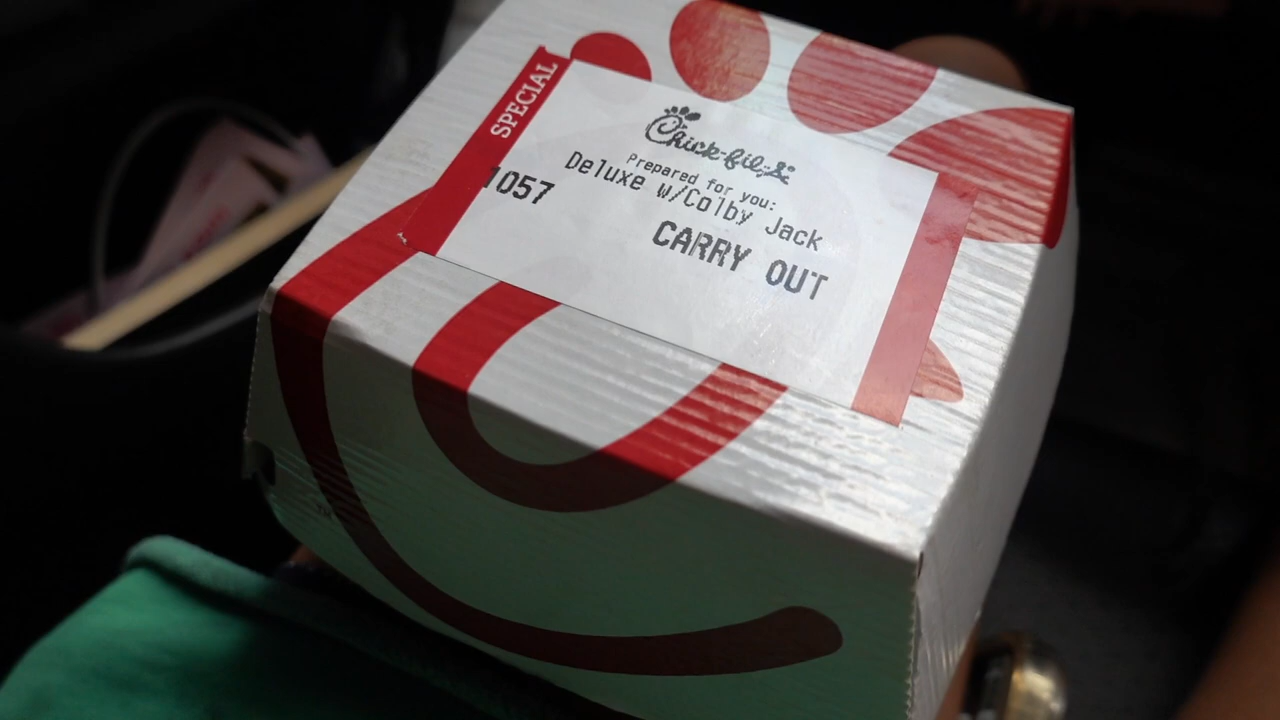 SPECIAL
Chick-fil-A
Prepared for you:
Deluxe w/Colby Jack
1057
CARRY OUT